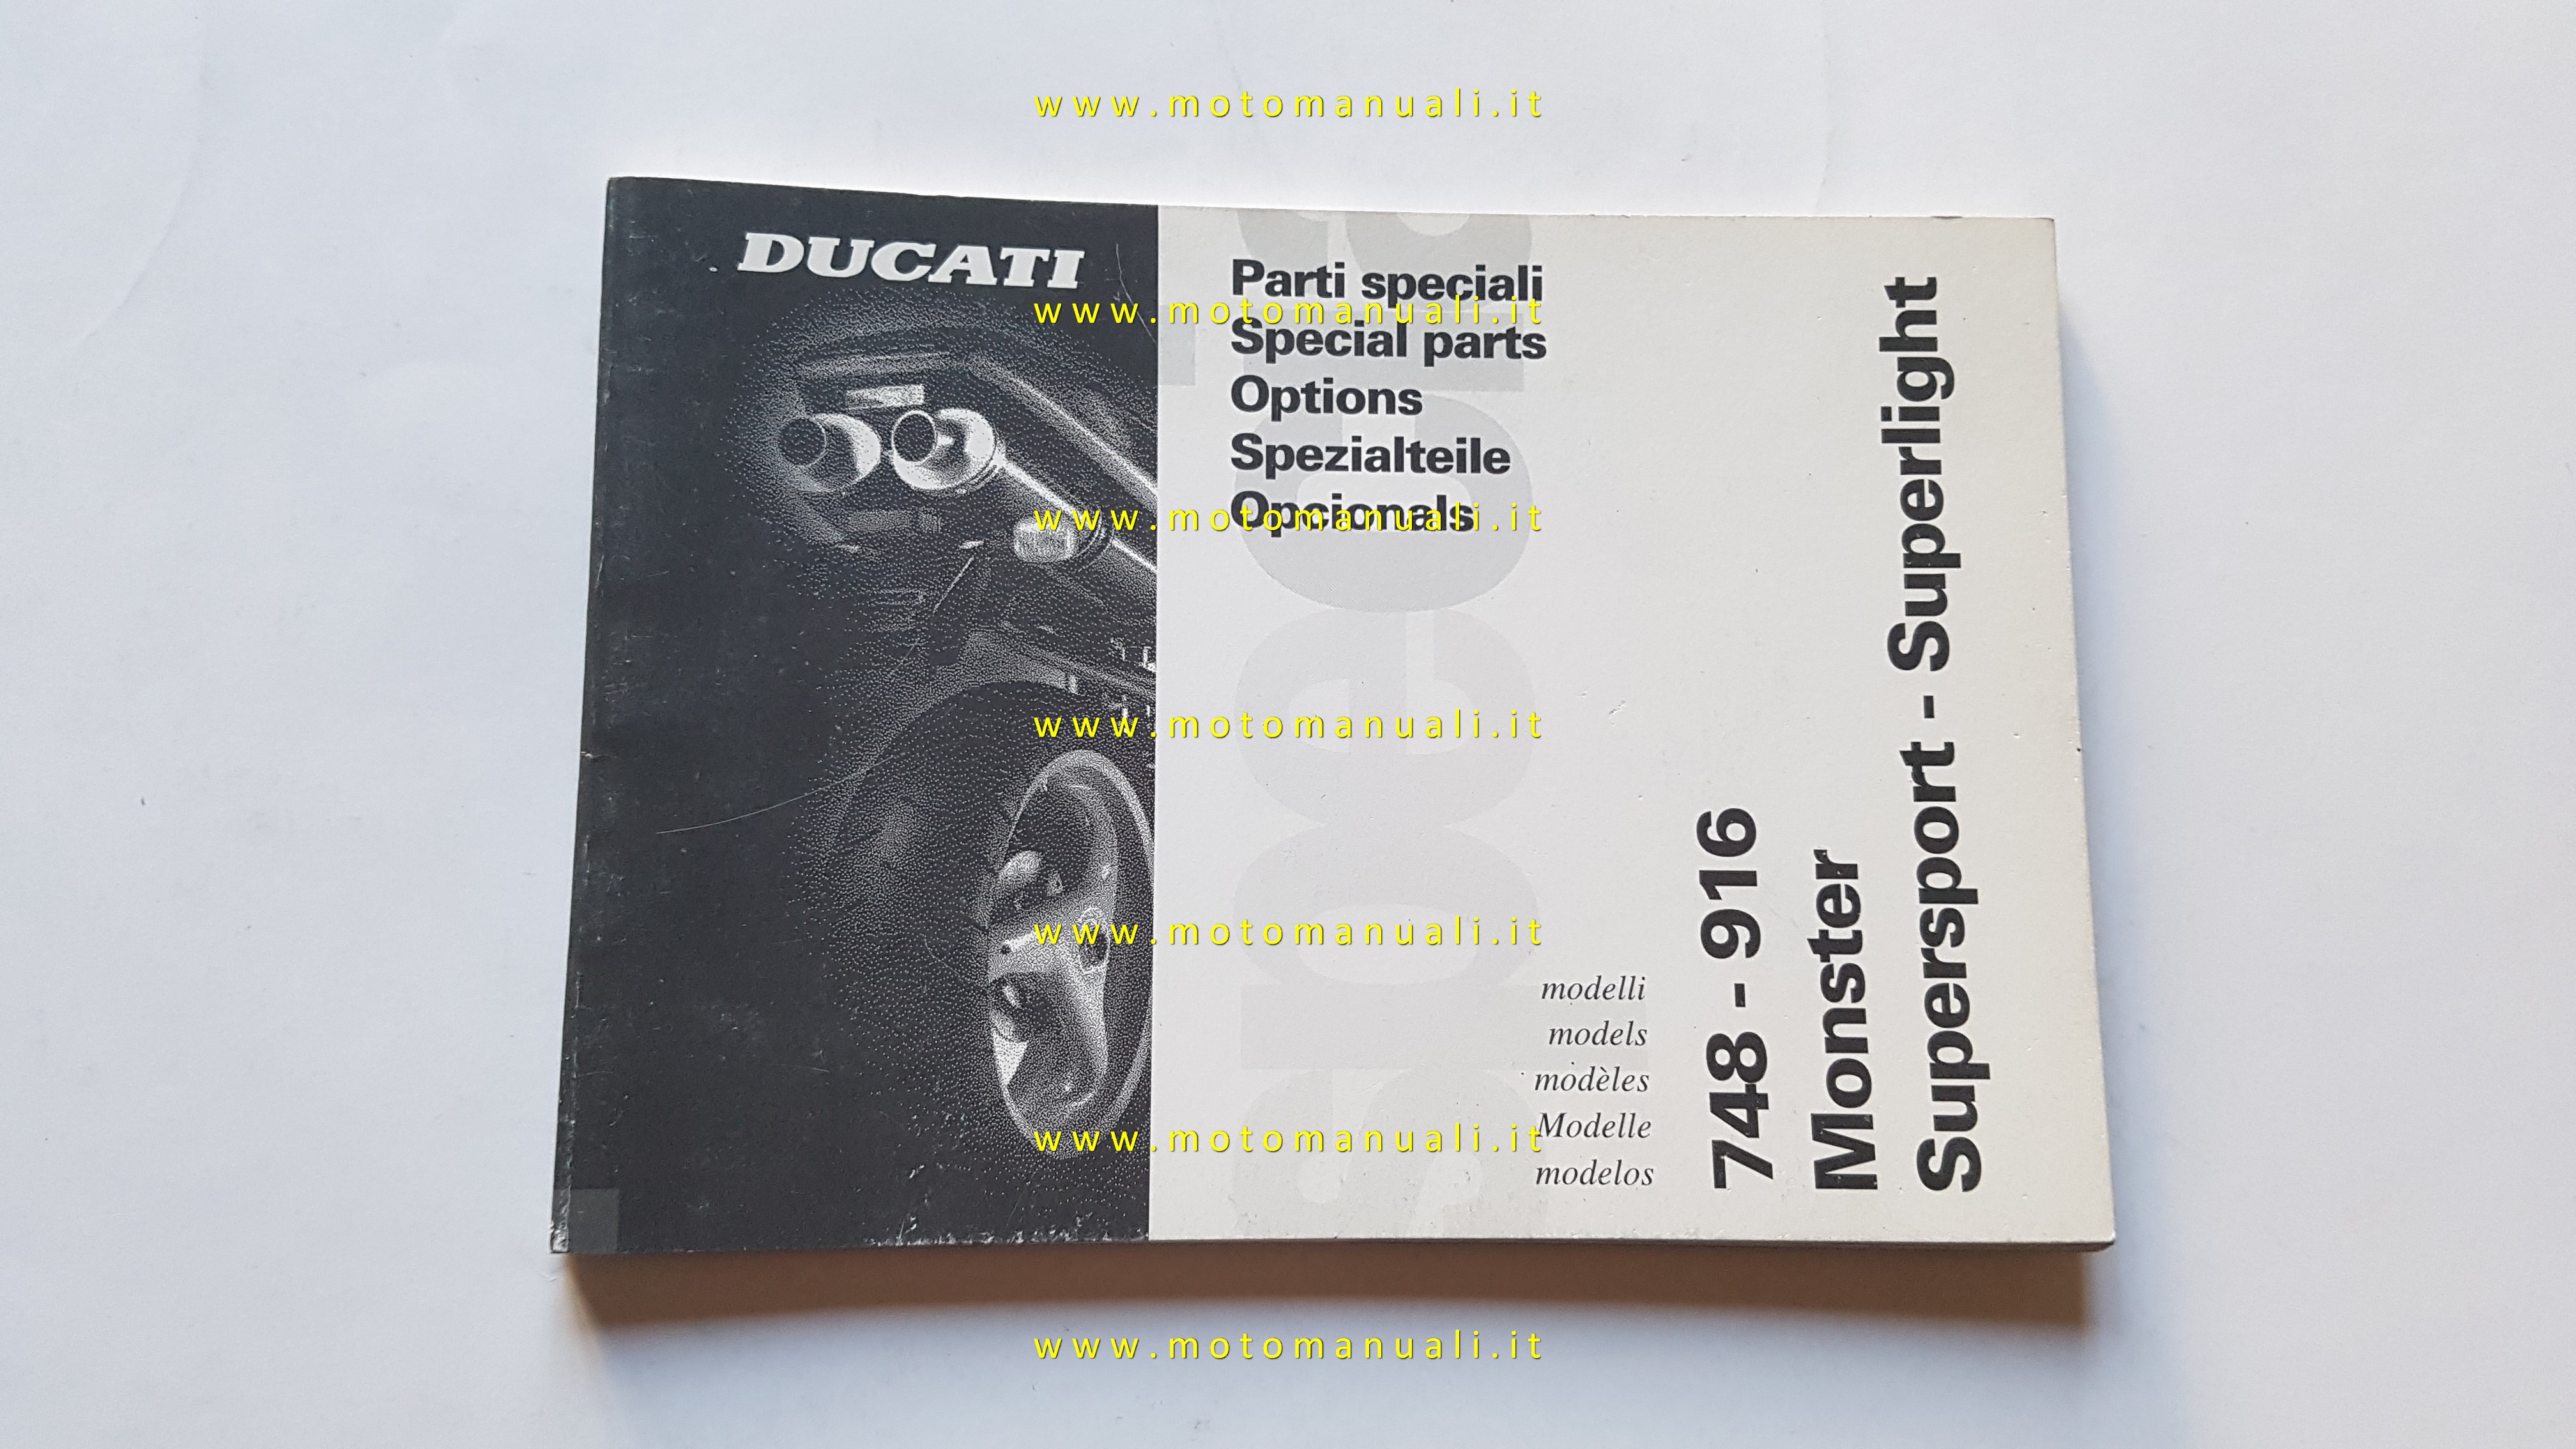 www.motomanuali.it
DUCATI
Parti speciali
www.motomanuali.it
Special parts
Options
Spezialteile
Opcionals
www.motomanuali.it
special
www.motomanuali.it
www.motomanuali.it
modelli
models
modèles
Modelle
modelos
www.motomanuali.it
748 - 916
Monster
Supersport - Superlight
www.motomanuali.it